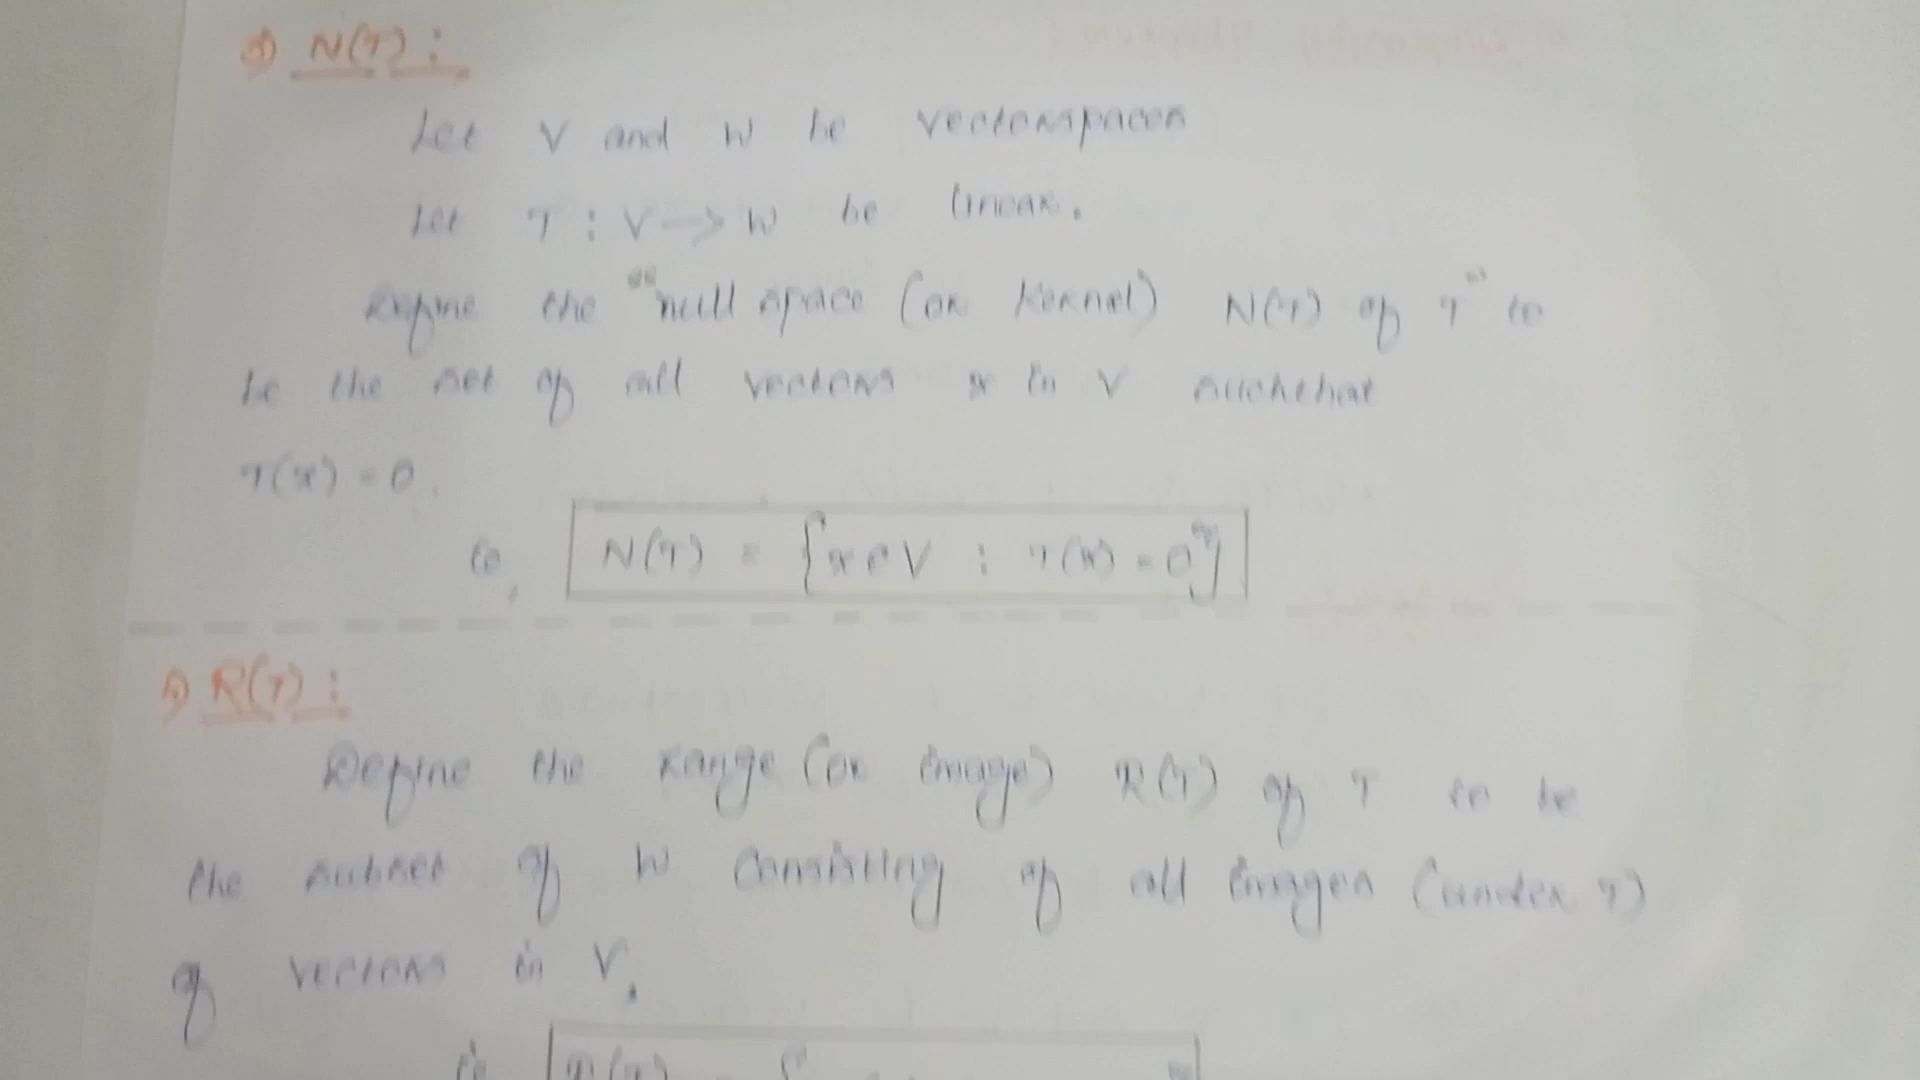 N(T) :
Let V and W be vectorspaces
Let T : V → W be linear.
Define the "null space (or kernel) N(T) of T" to
be the set of all vectors x in V suchthat
T(x) = 0.
ie, N(T) = {x ∈ V : T(x) = 0}
R(T) :
Define the range (or image) R(T) of T to be
the subset of W consisting of all images (under T)
of vectors in V.
ie R(T) = {